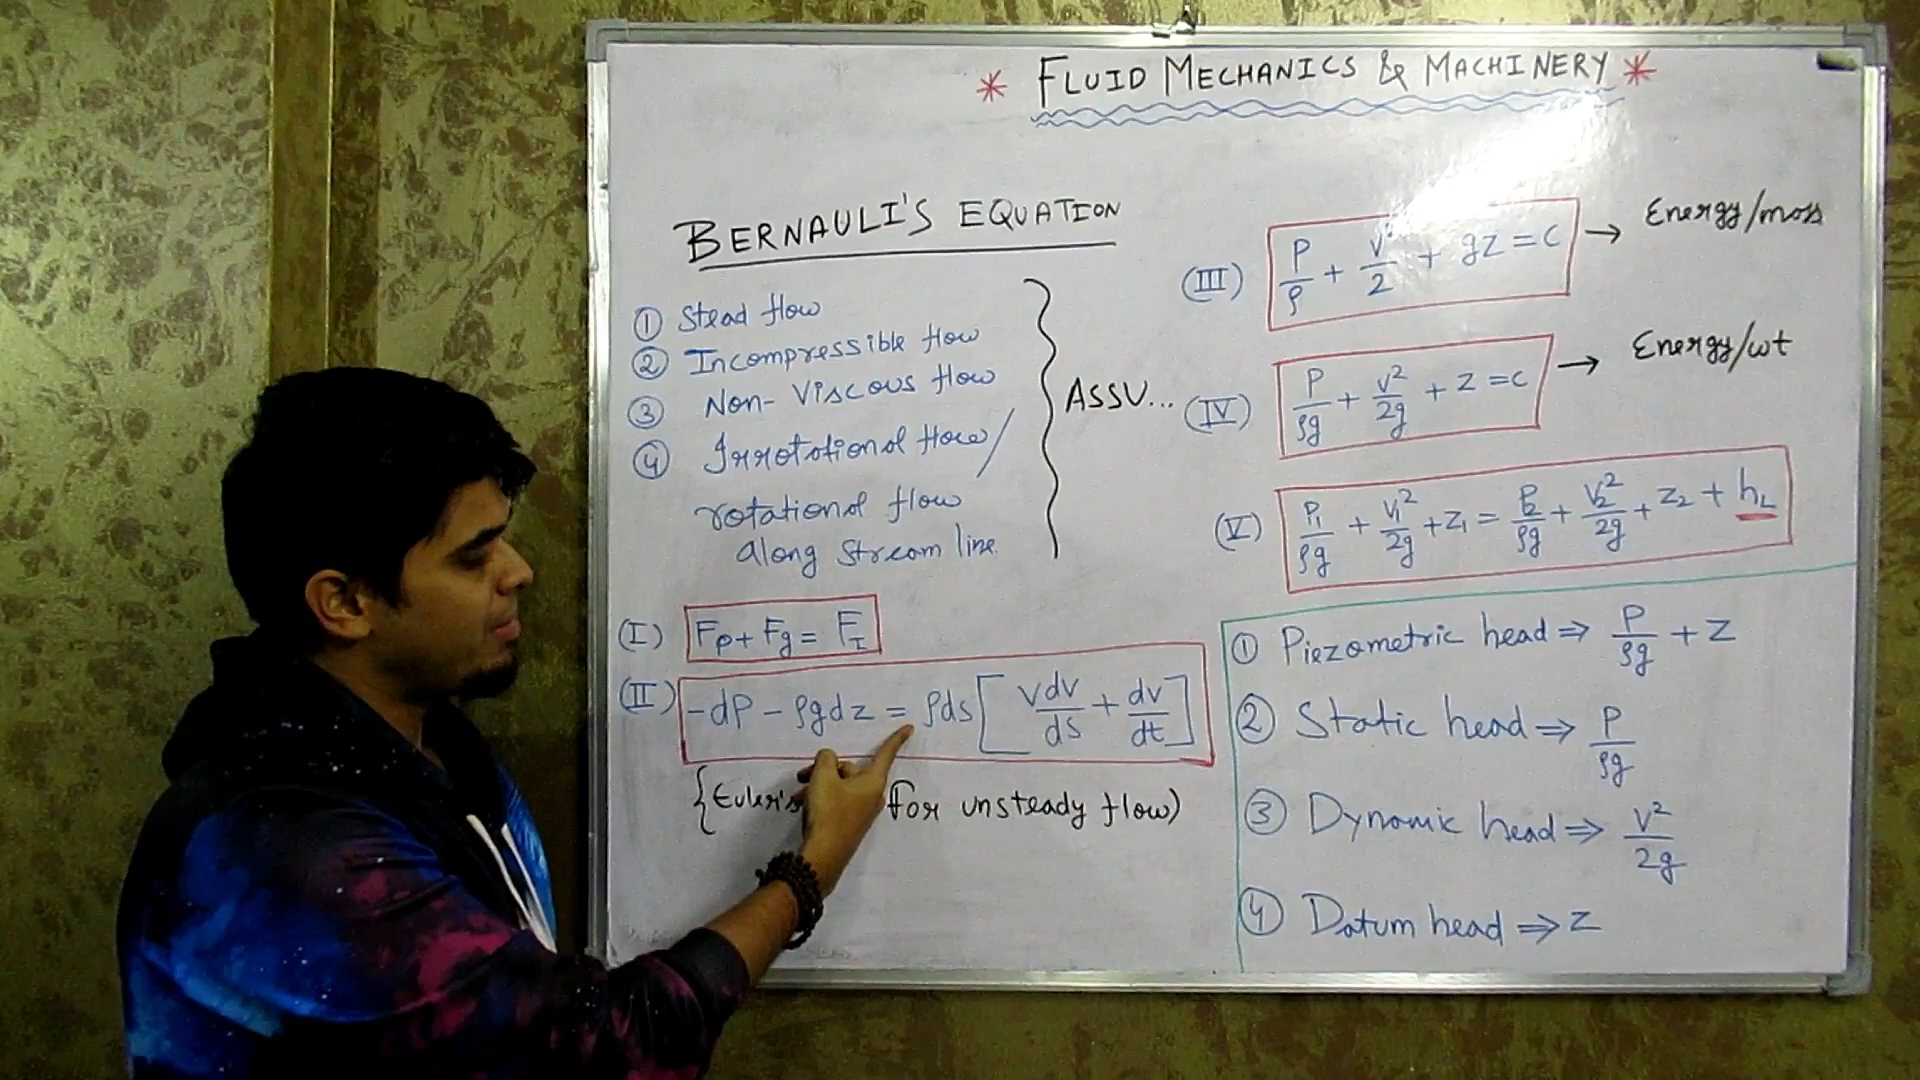 * FLUID MECHANICS & MACHINERY *
BERNAULI'S EQUATION
① Stead flow
② Incompressible flow
③ Non-Viscous flow
④ Irrotational flow/
rotational flow
along stream line.
ASSU...
(I) Fp + Fg = F_I
(II) -dP - ρgdz = ρds [ Vdv/ds + dv/dt ]
{Euler's for unsteady flow)
(III) P/ρ + V²/2 + gz = C → Energy/mass
(IV) P/ρg + V²/2g + z = C → Energy/wt
(V) P₁/ρg + V₁²/2g + Z₁ = P₂/ρg + V₂²/2g + Z₂ + h_L
① Piezometric head ⇒ P/ρg + Z
② Static head ⇒ P/ρg
③ Dynamic head ⇒ V²/2g
④ Datum head ⇒ Z